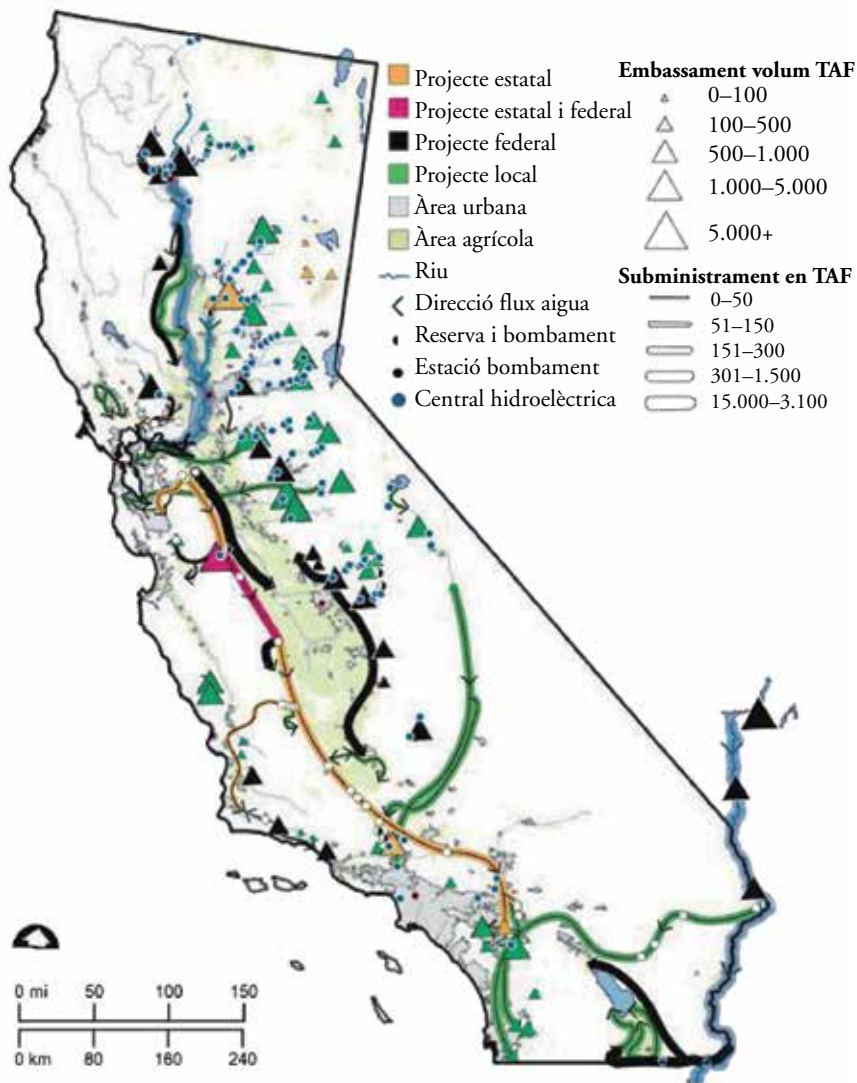 Projecte estatal
Projecte estatal i federal
Projecte federal
Projecte local
Àrea urbana
Àrea agrícola
Riu
Direcció flux aigua
Reserva i bombament
Estació bombament
Central hidroelèctrica
Embassament volum TAF
0–100
100–500
500–1.000
1.000–5.000
5.000+
Subministrament en TAF
0–50
51–150
151–300
301–1.500
15.000–3.100
0 mi 50 100 150
0 km 80 160 240